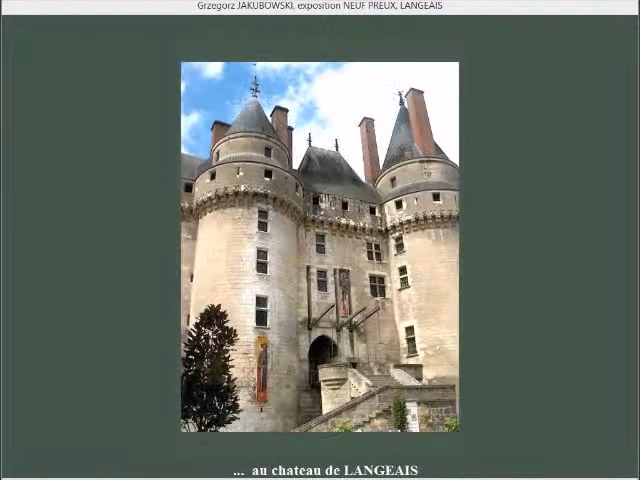 Grzegorz JAKUBOWSKI, exposition NEUF PREUX, LANGEAIS
... au chateau de LANGEAIS